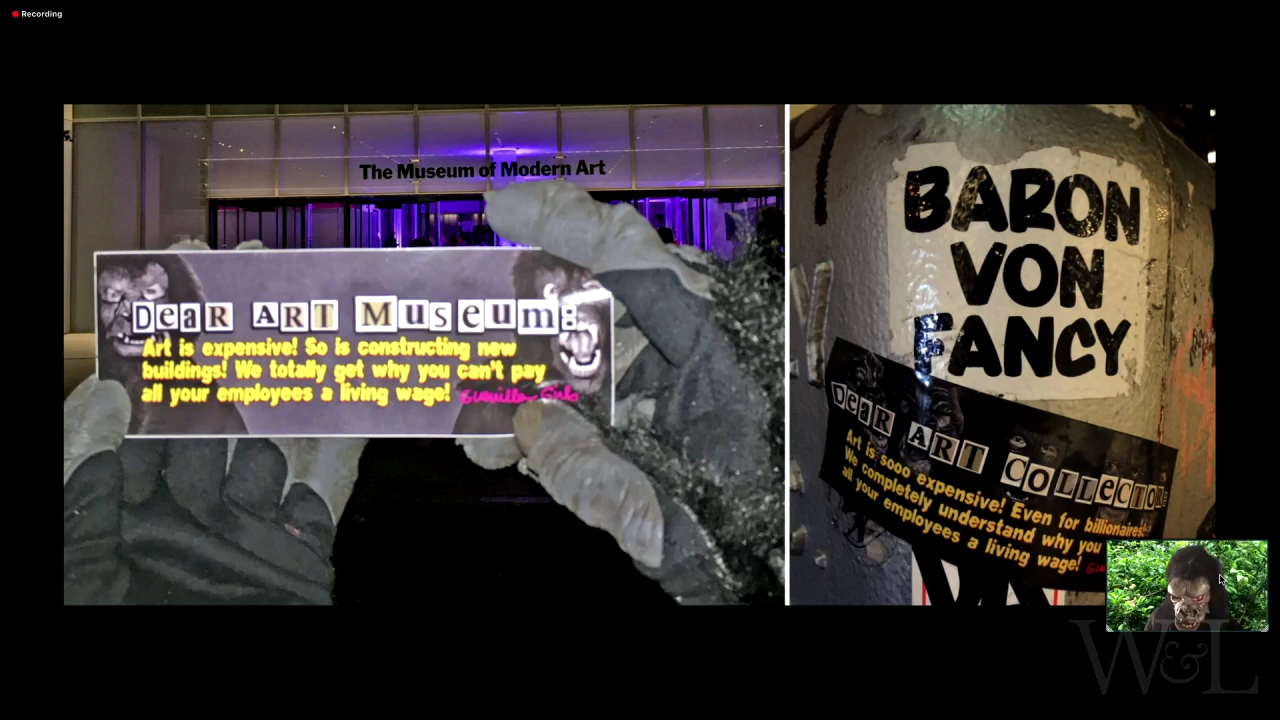 Recording
The Museum of Modern Art
Dear ART Museum:
Art is expensive! So is constructing new
buildings! We totally get why you can't pay
all your employees a living wage! Guerrilla Girls
BARON
VON
FANCY
Dear ART COLLectOR:
Art is sooo expensive! Even for billionaires!
We completely understand why you
all your employees a living wage!
W&L